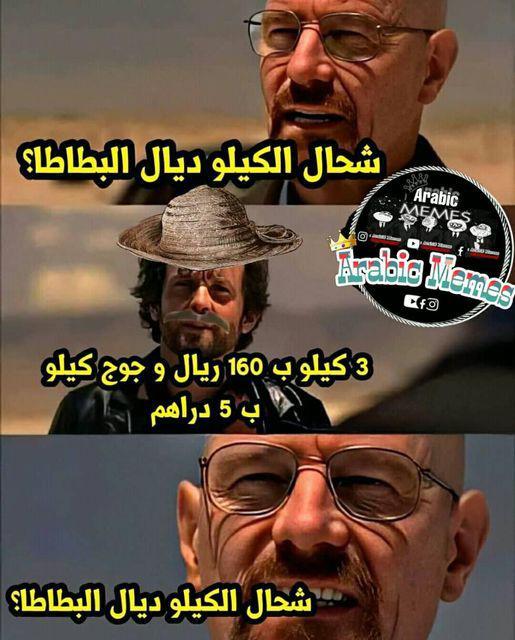 شحال الكيلو ديال البطاطا؟
Arabic
MEMES
Arabic Memes
3 كيلو ب 160 ريال و جوج كيلو
ب 5 دراهم
شحال الكيلو ديال البطاطا؟